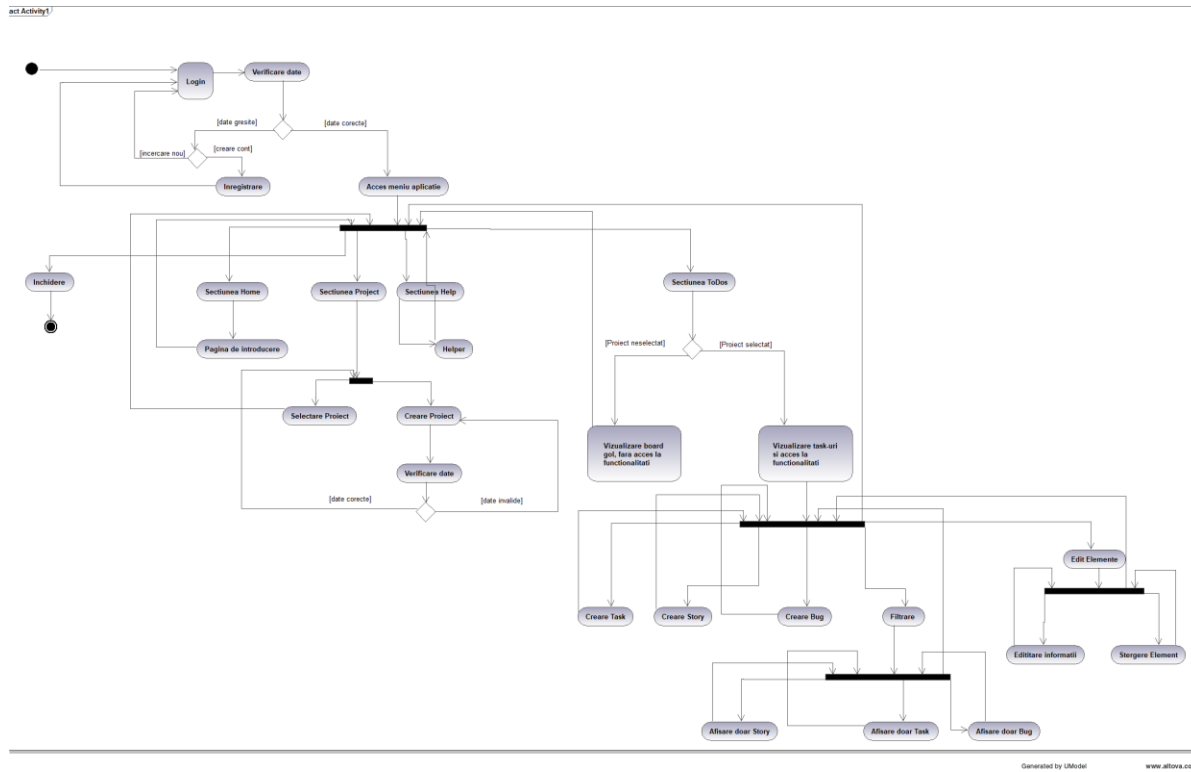 act Activity1
Login
Verificare date
[date gresite]
[date corecte]
[incercare nou]
[creare cont]
Inregistrare
Acces meniu aplicatie
Inchidere
Sectiunea Home
Sectiunea Project
Sectiunea Help
Sectiunea ToDos
Pagina de introducere
Helper
[Proiect neselectat]
[Proiect selectat]
Selectare Proiect
Creare Proiect
Vizualizare board
gol, fara acces la
functionalitati
Vizualizare task-uri
si acces la
functionalitati
Verificare date
[date corecte]
[date invalide]
Edit Elemente
Creare Task
Creare Story
Creare Bug
Filtrare
Edititare informatii
Stergere Element
Afisare doar Story
Afisare doar Task
Afisare doar Bug
Generated by UModel
www.altova.co